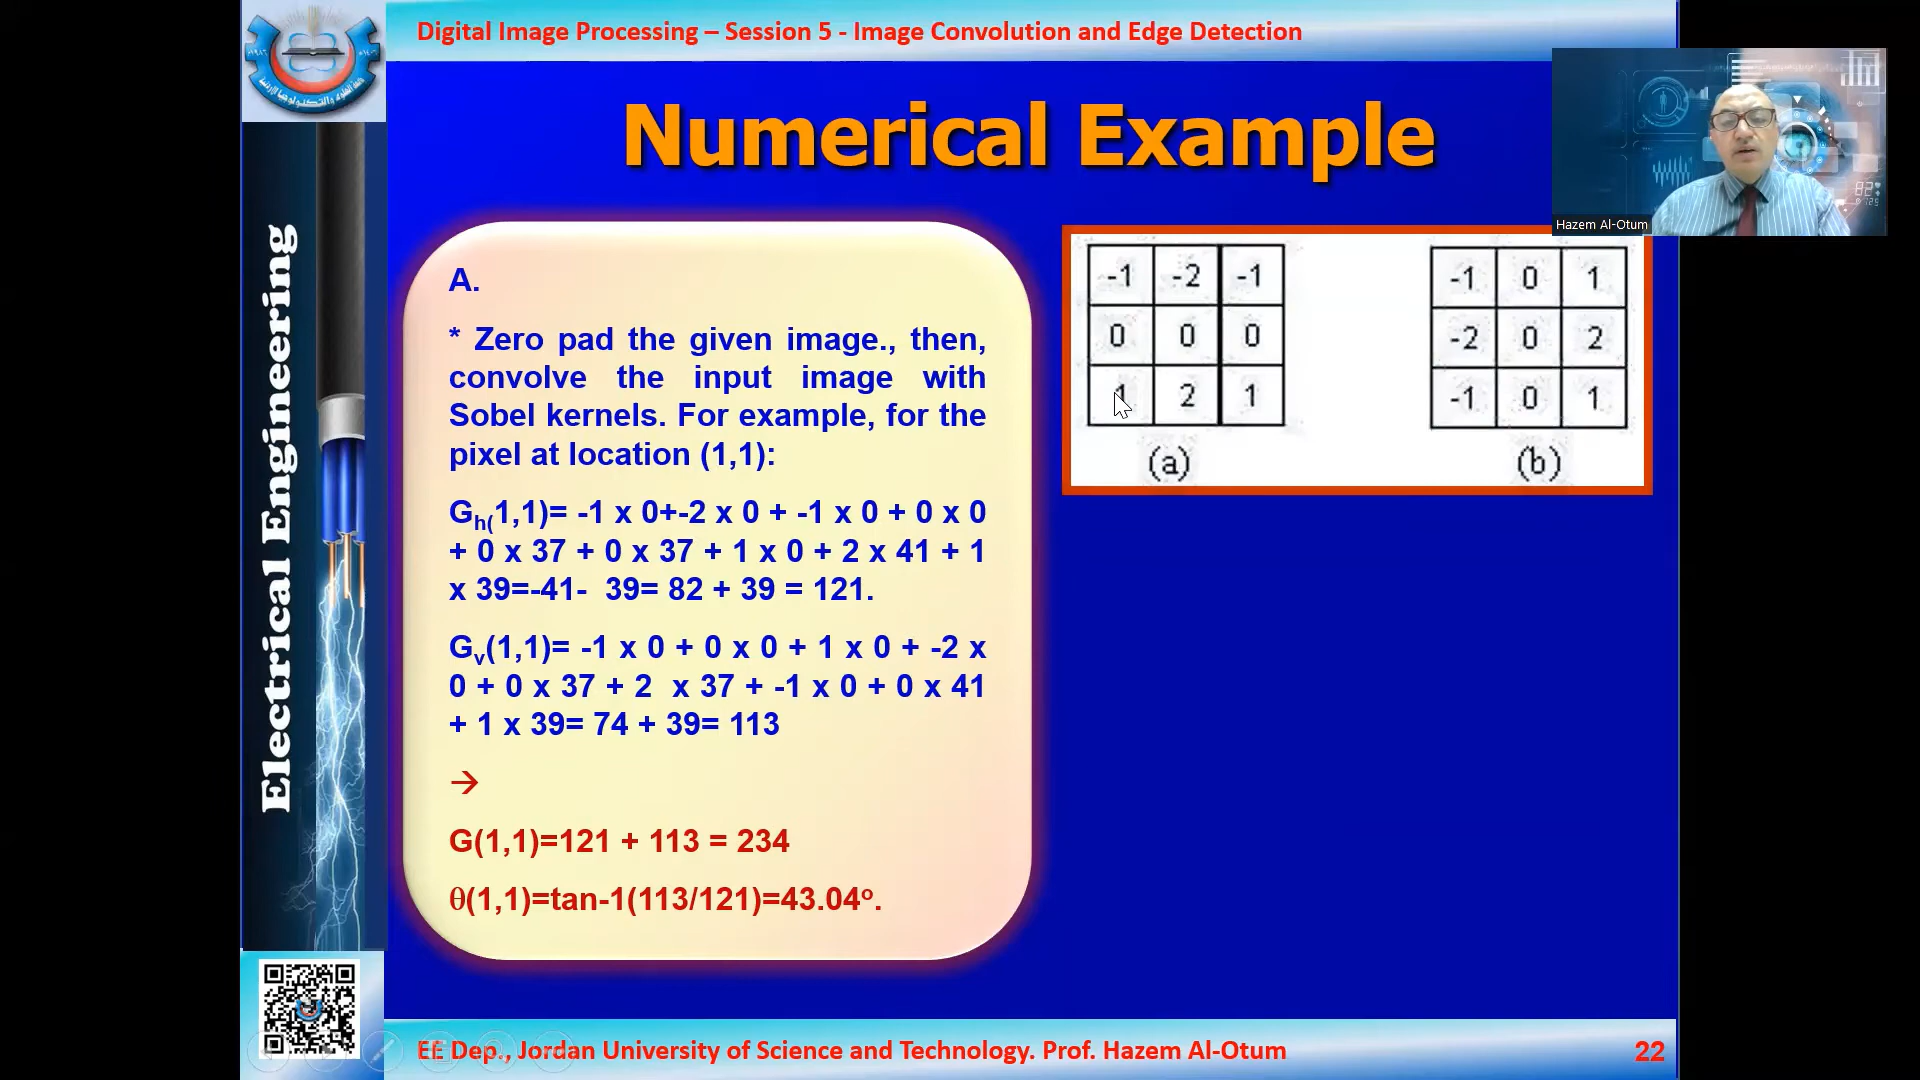 Digital Image Processing – Session 5 - Image Convolution and Edge Detection
Numerical Example
Hazem Al-Otum
Electrical Engineering
A.
* Zero pad the given image., then,
convolve the input image with
Sobel kernels. For example, for the
pixel at location (1,1):
Gh(1,1)= -1 x 0+-2 x 0 + -1 x 0 + 0 x 0
+ 0 x 37 + 0 x 37 + 1 x 0 + 2 x 41 + 1
x 39=-41- 39= 82 + 39 = 121.
Gv(1,1)= -1 x 0 + 0 x 0 + 1 x 0 + -2 x
0 + 0 x 37 + 2 x 37 + -1 x 0 + 0 x 41
+ 1 x 39= 74 + 39= 113
→
G(1,1)=121 + 113 = 234
θ(1,1)=tan-1(113/121)=43.04º.
-1 -2 -1
0 0 0
1 2 1
(a)
-1 0 1
-2 0 2
-1 0 1
(b)
EE Dep., Jordan University of Science and Technology. Prof. Hazem Al-Otum
22